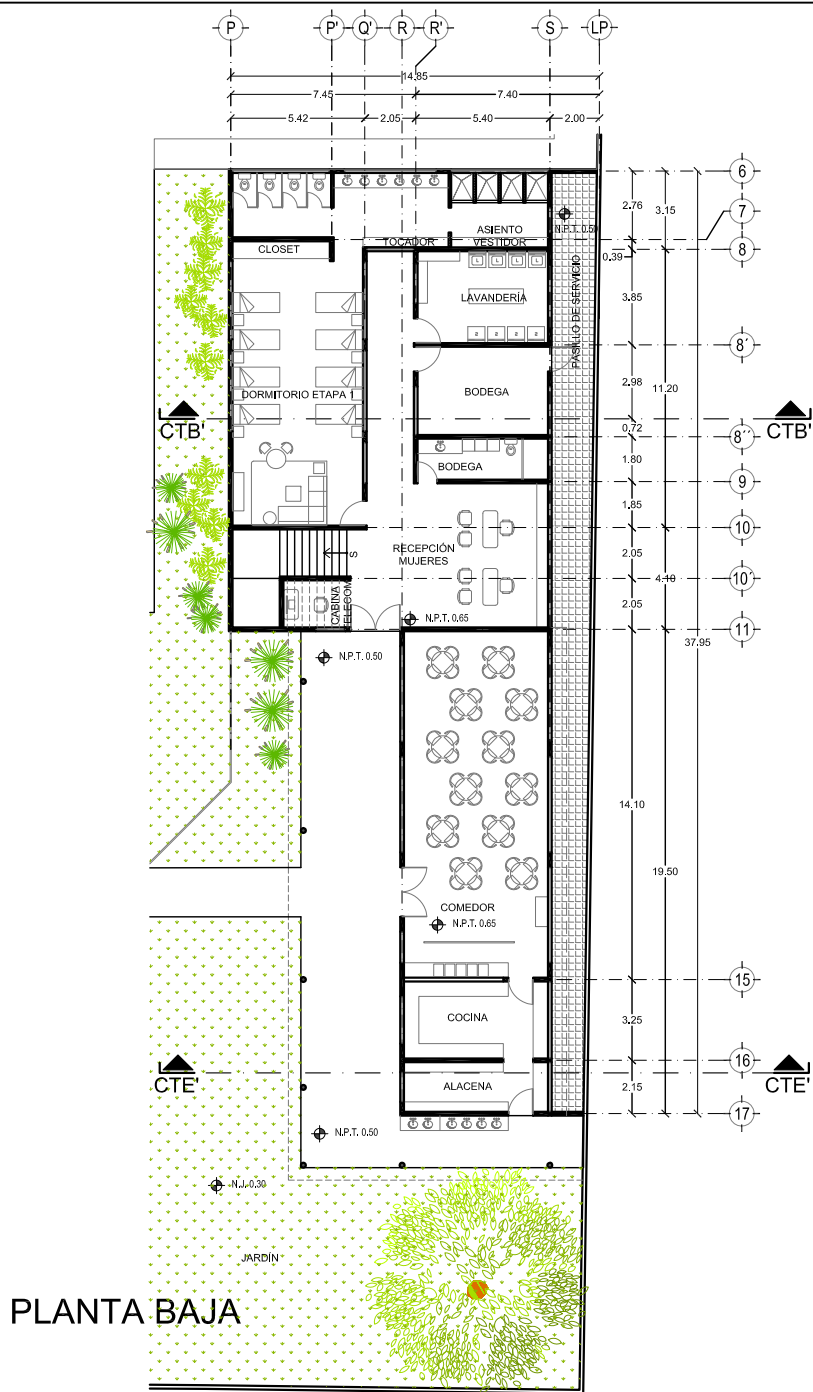 P P' Q' R R' S LP
14.85
7.45 7.40
5.42 2.05 5.40 2.00
6
2.76 3.15
7
ASIENTO
VESTIDOR
N.P.T. 0.50
TOCADOR
CLOSET
8
0.39
LAVANDERÍA
PASILLO DE SERVICIO
3.85
8´
2.98
11.20
DORMITORIO ETAPA 1
BODEGA
CTB' CTB'
0.72
8´´
1.80
BODEGA
9
1.85
10
RECEPCIÓN
MUJERES
S
2.05
4.10
10´
CABINA
TELECOM
2.05
N.P.T. 0.65
11
37.95
N.P.T. 0.50
14.10
19.50
COMEDOR
N.P.T. 0.65
15
COCINA
3.25
16
CTE' CTE'
ALACENA
2.15
17
N.P.T. 0.50
N.J. 0.30
JARDÍN
PLANTA BAJA